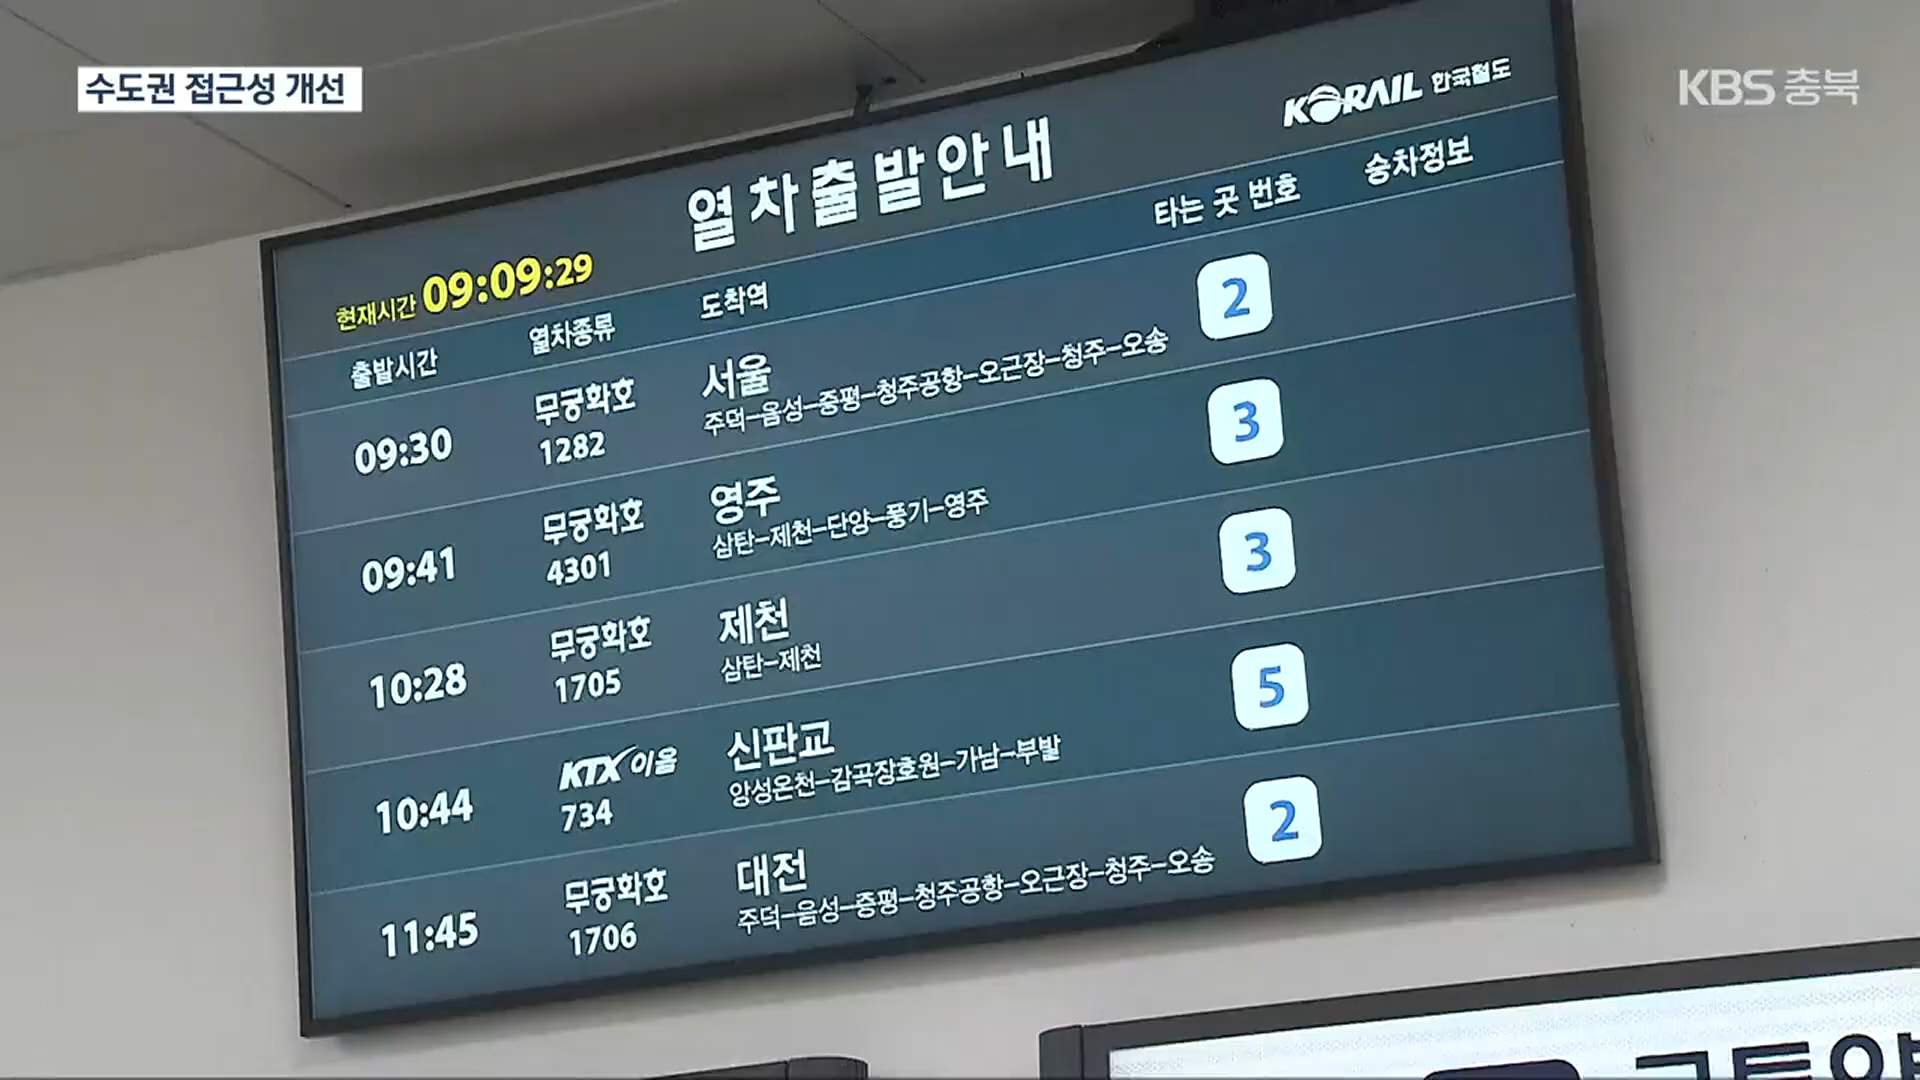 수도권 접근성 개선
KBS 충북
KORAIL 한국철도
열차출발안내
현재시간 09:09:29
출발시간 열차종류 도착역 타는 곳 번호 승차정보
09:30 무궁화호 1282 서울 2
주덕-음성-증평-청주공항-오근장-청주-오송
09:41 무궁화호 4301 영주 3
삼탄-제천-단양-풍기-영주
10:28 무궁화호 1705 제천 3
삼탄-제천
10:44 KTX 이음 734 신판교 5
앙성온천-감곡장호원-가남-부발
11:45 무궁화호 1706 대전 2
주덕-음성-증평-청주공항-오근장-청주-오송